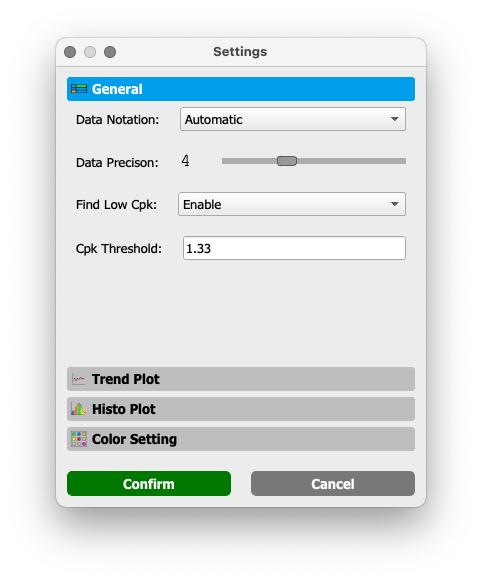 Settings
General
Data Notation: Automatic
Data Precison: 4
Find Low Cpk: Enable
Cpk Threshold: 1.33
Trend Plot
Histo Plot
Color Setting
Confirm Cancel